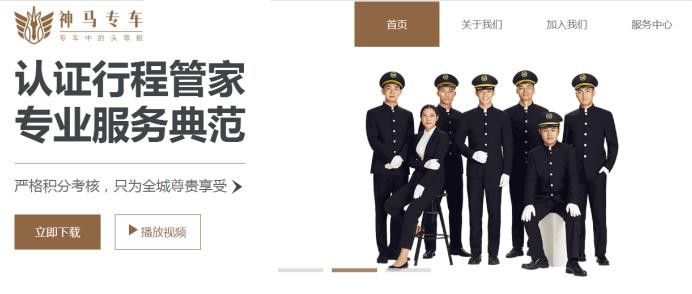 神马专车
专车中的头等舱
首页
关于我们
加入我们
服务中心
认证行程管家
专业服务典范
严格积分考核，只为全城尊贵享受
立即下载
播放视频